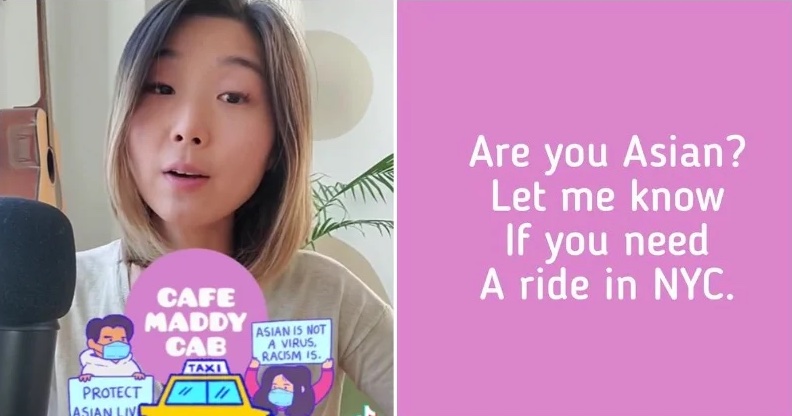 CAFE
MADDY
CAB
TAXI
ASIAN IS NOT
A VIRUS,
RACISM IS.
PROTECT
ASIAN
Are you Asian?
Let me know
If you need
A ride in NYC.